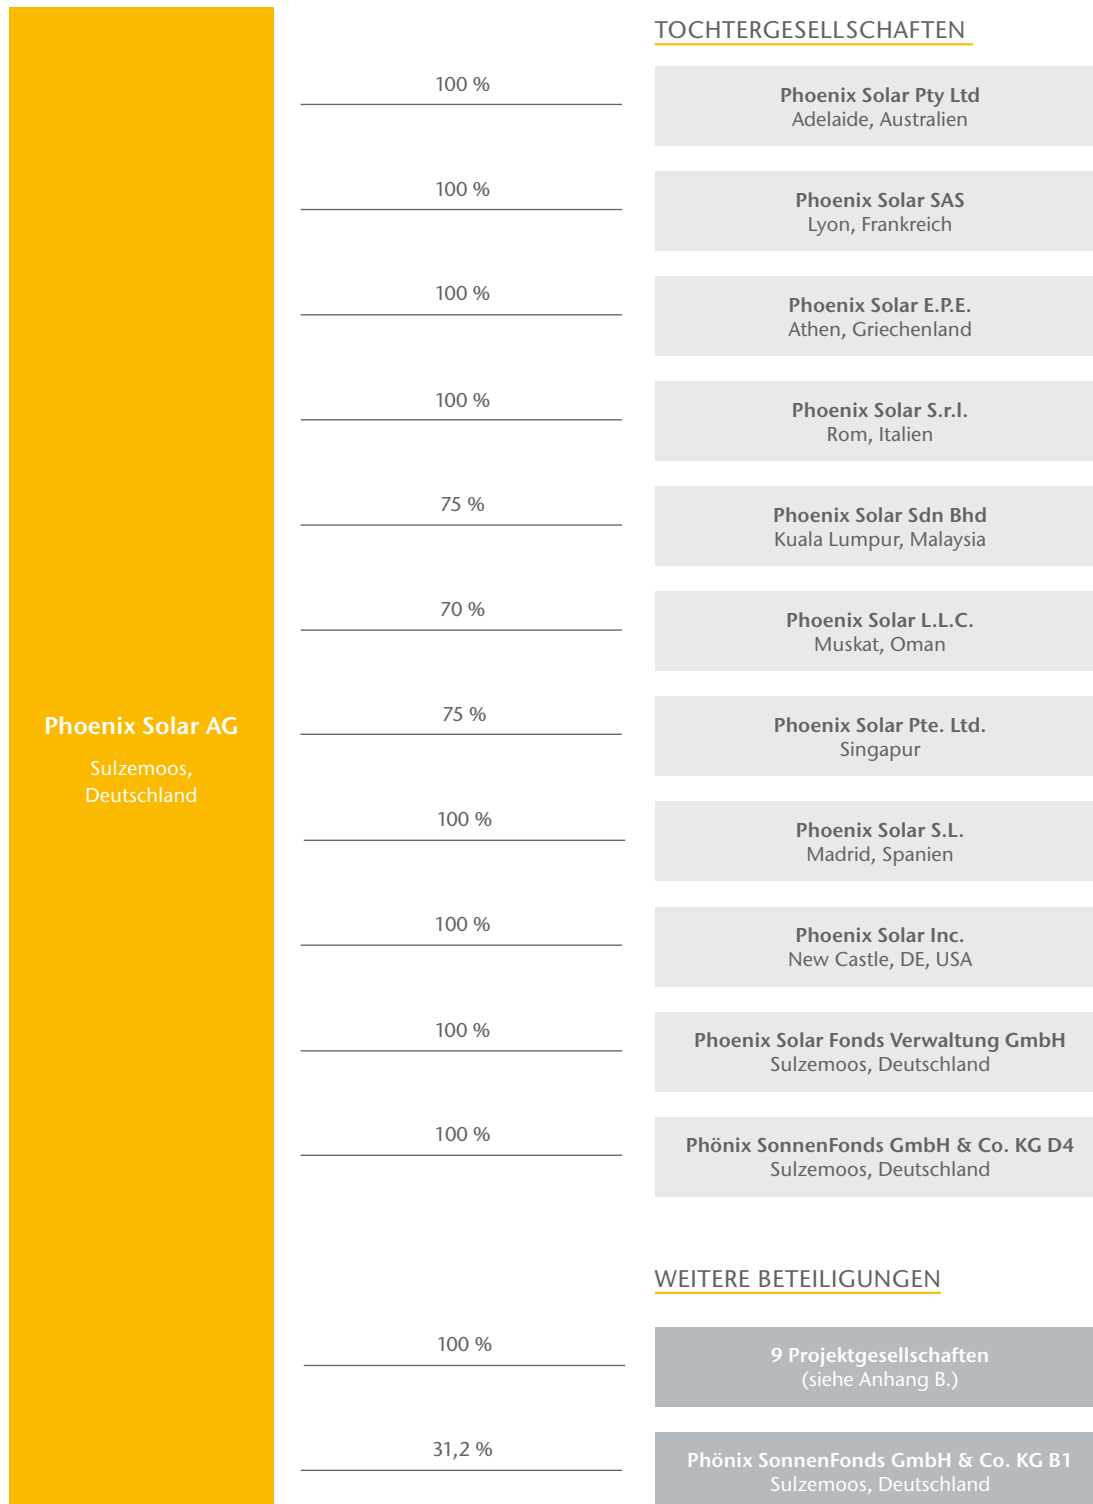 TOCHTERGESELLSCHAFTEN
100 %
Phoenix Solar Pty Ltd
Adelaide, Australien
100 %
Phoenix Solar SAS
Lyon, Frankreich
100 %
Phoenix Solar E.P.E.
Athen, Griechenland
100 %
Phoenix Solar S.r.l.
Rom, Italien
75 %
Phoenix Solar Sdn Bhd
Kuala Lumpur, Malaysia
70 %
Phoenix Solar L.L.C.
Muskat, Oman
Phoenix Solar AG
Sulzemoos,
Deutschland
75 %
Phoenix Solar Pte. Ltd.
Singapur
100 %
Phoenix Solar S.L.
Madrid, Spanien
100 %
Phoenix Solar Inc.
New Castle, DE, USA
100 %
Phoenix Solar Fonds Verwaltung GmbH
Sulzemoos, Deutschland
100 %
Phönix SonnenFonds GmbH & Co. KG D4
Sulzemoos, Deutschland
WEITERE BETEILIGUNGEN
100 %
9 Projektgesellschaften
(siehe Anhang B.)
31,2 %
Phönix SonnenFonds GmbH & Co. KG B1
Sulzemoos, Deutschland